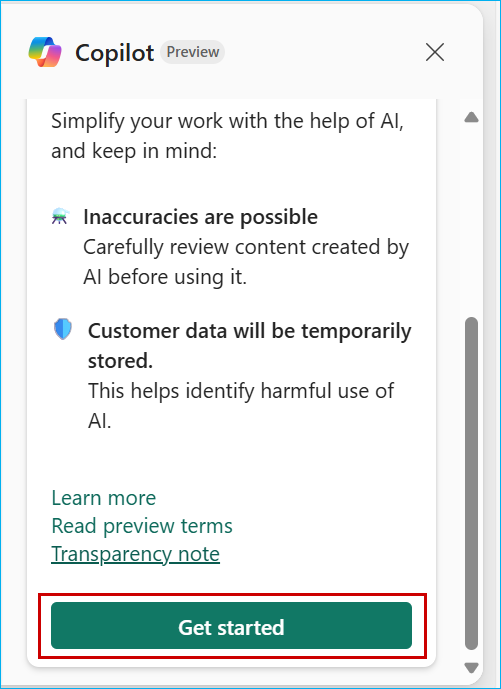 Copilot Preview
Simplify your work with the help of AI,
and keep in mind:
Inaccuracies are possible
Carefully review content created by
AI before using it.
Customer data will be temporarily
stored.
This helps identify harmful use of
AI.
Learn more
Read preview terms
Transparency note
Get started